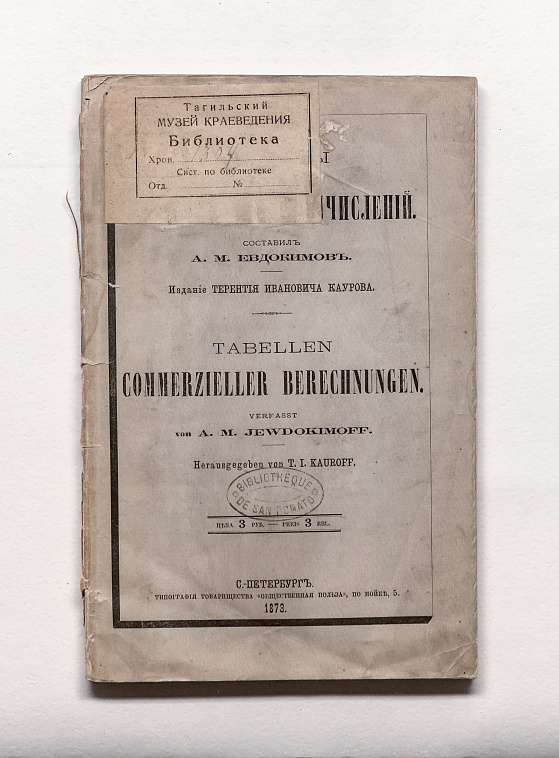 Тагильский
МУЗЕЙ КРАЕВЕДЕНИЯ
Библиотека
Хрон.
Сист. по библиотеке
Отд. №
Ы
ОЧИСЛЕНІЙ.
СОСТАВИЛЪ
А. М. ЕВДОКИМОВЪ.
Изданіе ТЕРЕНТІЯ ИВАНОВИЧА КАУРОВА.
TABELLEN
COMMERZIELLER BERECHNUNGEN.
VERFASST
von A. M. JEWDOKIMOFF.
Herausgegeben von T. I. KAUROFF.
BIBLIOTHÈQUE
DE SAN DONATO
ЦѢНА 3 РУБ. — PREIS 3 RBL.
С.-ПЕТЕРБУРГЪ.
ТИПОГРАФІЯ ТОВАРИЩЕСТВА «ОБЩЕСТВЕННАЯ ПОЛЬЗА», ПО МОЙКѢ, 5.
1873.